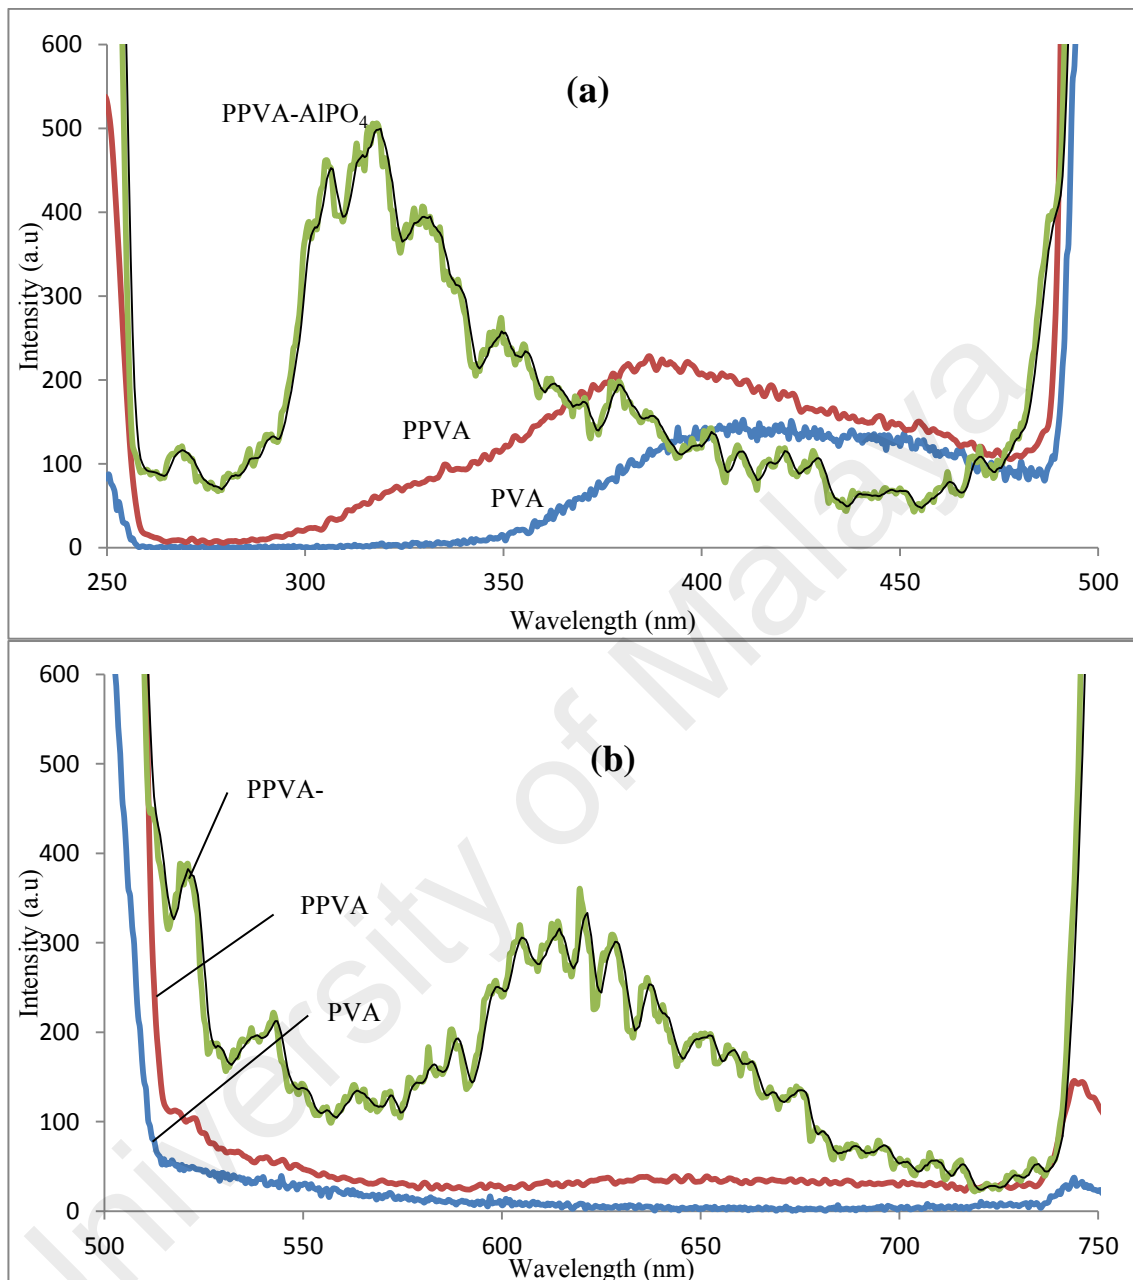 600
500
400
300
200
100
0
Intensity (a.u)
(a)
PPVA-AlPO₄
PPVA
PVA
250 300 350 400 450 500
Wavelength (nm)
600
500
400
300
200
100
0
Intensity (a.u)
(b)
PPVA-
PPVA
PVA
500 550 600 650 700 750
Wavelength (nm)
University of Malaya